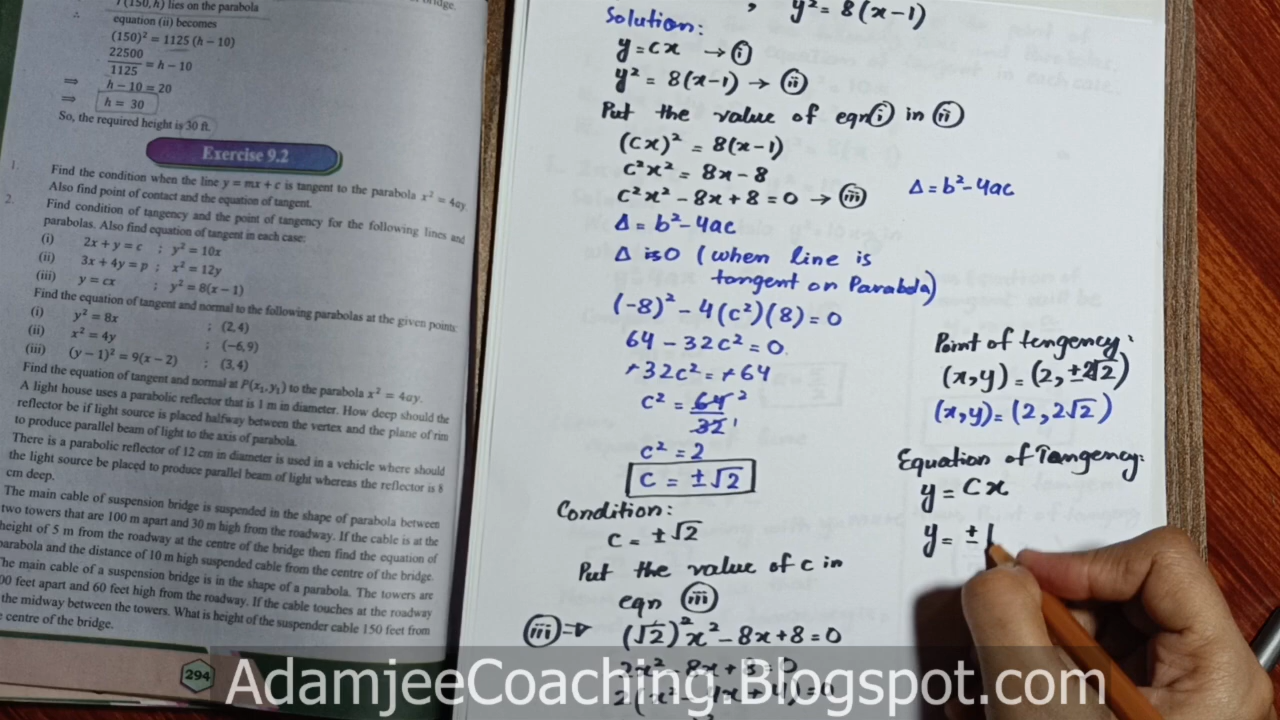 P(150, h) lies on the parabola
∴ equation (ii) becomes
(150)² = 1125 (h − 10)
22500/1125 = h − 10
⇒ h − 10 = 20
⇒ h = 30
So, the required height is 30 ft.
Exercise 9.2
1. Find the condition when the line y = mx + c is tangent to the parabola x² = 4ay.
Also find point of contact and the equation of tangent.
2. Find condition of tangency and the point of tangency for the following lines and
parabolas. Also find equation of tangent in each case:
(i) 2x + y = c ; y² = 10x
(ii) 3x + 4y = p ; x² = 12y
(iii) y = cx ; y² = 8(x − 1)
Find the equation of tangent and normal to the following parabolas at the given points:
(i) y² = 8x ; (2, 4)
(ii) x² = 4y ; (−6, 9)
(iii) (y − 1)² = 9(x − 2) ; (3, 4)
Find the equation of tangent and normal at P(x₁, y₁) to the parabola x² = 4ay.
A light house uses a parabolic reflector that is 1 m in diameter. How deep should the
reflector be if light source is placed halfway between the vertex and the plane of rim
to produce parallel beam of light to the axis of parabola.
There is a parabolic reflector of 12 cm in diameter is used in a vehicle where should
the light source be placed to produce parallel beam of light whereas the reflector is 8
cm deep.
The main cable of suspension bridge is suspended in the shape of parabola between
two towers that are 100 m apart and 30 m high from the roadway. If the cable is at the
height of 5 m from the roadway at the centre of the bridge then find the equation of
parabola and the distance of 10 m high suspended cable from the centre of the bridge.
The main cable of a suspension bridge is in the shape of a parabola. The towers are
00 feet apart and 60 feet high from the roadway. If the cable touches at the roadway
the midway between the towers. What is height of the suspender cable 150 feet from
centre of the bridge.
294
, y² = 8(x−1)
Solution:
y = cx → (i)
y² = 8(x−1) → (ii)
Put the value of eqn (i) in (ii)
(cx)² = 8(x−1)
c²x² = 8x − 8
c²x² − 8x + 8 = 0 → (iii)
Δ = b² − 4ac
Δ is 0 (when line is
tangent on Parabola)
(−8)² − 4(c²)(8) = 0
64 − 32c² = 0
+32c² = +64
c² = 64 2/32 1
c² = 2
c = ±√2
Condition:
c = ±√2
Put the value of c in
eqn (iii)
(iii) ⇒ (√2)²x² − 8x + 8 = 0
2x² − 8x + 8 = 0
2(x² − 4x + 4) = 0
Δ = b² − 4ac
Point of tengency:
(x,y) = (2, ±2√2)
(x,y) = (2, 2√2)
Equation of Tangency:
y = Cx
y = ±
AdamjeeCoaching.Blogspot.com